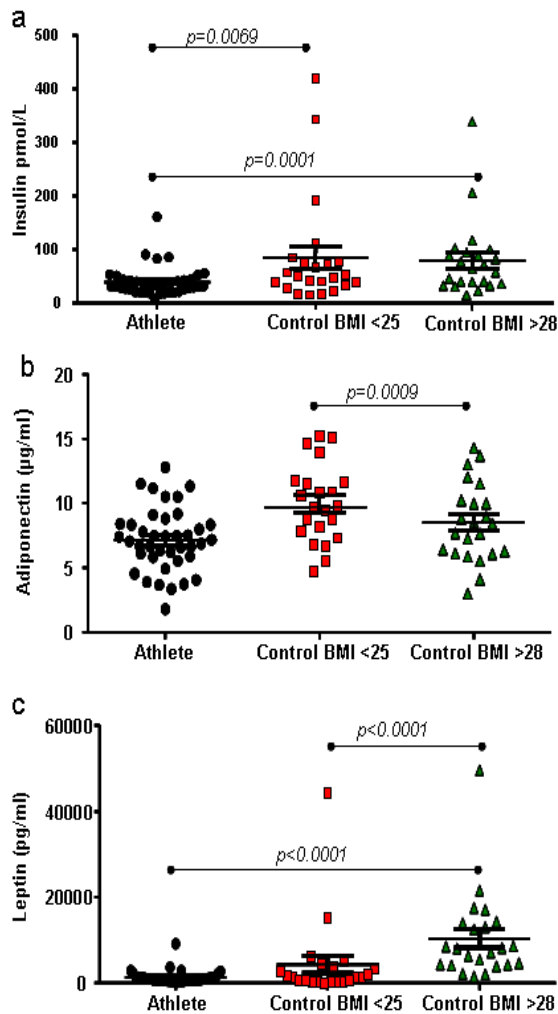 a
500
p=0.0069
400
300
Insulin pmol/L
p=0.0001
200
100
0
Athlete Control BMI <25 Control BMI >28
b
20
p=0.0009
15
Adiponectin (µg/ml)
10
5
0
Athlete Control BMI <25 Control BMI >28
c
60000
p<0.0001
40000
Leptin (pg/ml)
p<0.0001
20000
0
Athlete Control BMI <25 Control BMI >28